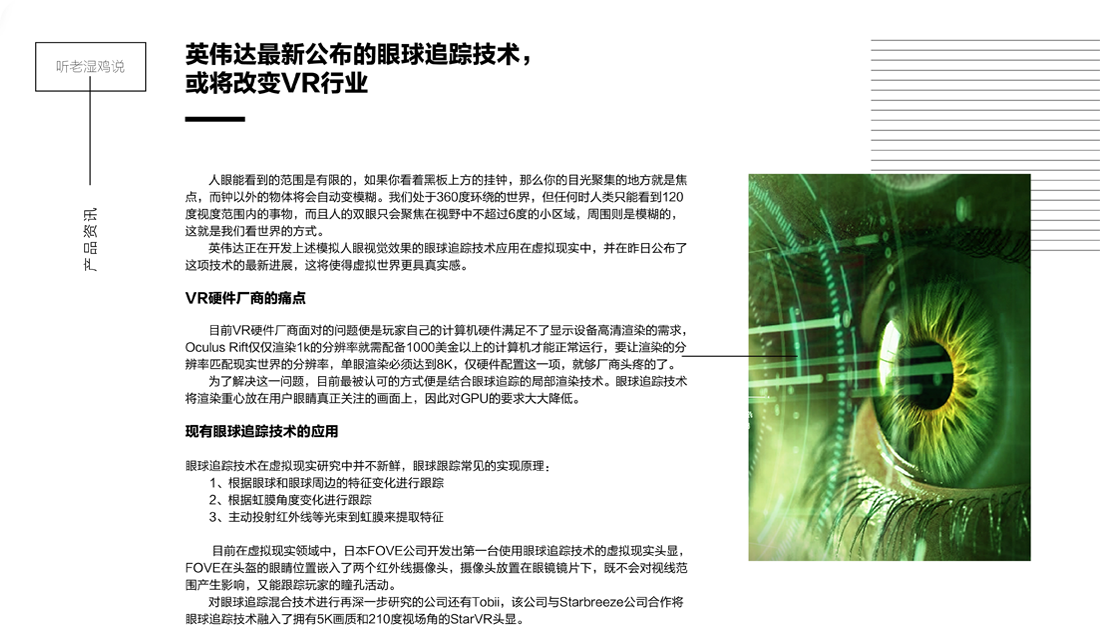 听老湿鸡说
产品资讯
英伟达最新公布的眼球追踪技术，
或将改变VR行业
人眼能看到的范围是有限的，如果你看着黑板上方的挂钟，那么你的目光聚集的地方就是焦
点，而钟以外的物体将会自动变模糊。我们处于360度环绕的世界，但任何时人类只能看到120
度视度范围内的事物，而且人的双眼只会聚焦在视野中不超过6度的小区域，周围则是模糊的，
这就是我们看世界的方式。
英伟达正在开发上述模拟人眼视觉效果的眼球追踪技术应用在虚拟现实中，并在昨日公布了
这项技术的最新进展，这将使得虚拟世界更具真实感。
VR硬件厂商的痛点
目前VR硬件厂商面对的问题便是玩家自己的计算机硬件满足不了显示设备高清渲染的需求，
Oculus Rift仅仅渲染1k的分辨率就需配备1000美金以上的计算机才能正常运行，要让渲染的分
辨率匹配现实世界的分辨率，单眼渲染必须达到8K，仅硬件配置这一项，就够厂商头疼的了。
为了解决这一问题，目前最被认可的方式便是结合眼球追踪的局部渲染技术。眼球追踪技术
将渲染重心放在用户眼睛真正关注的画面上，因此对GPU的要求大大降低。
现有眼球追踪技术的应用
眼球追踪技术在虚拟现实研究中并不新鲜，眼球跟踪常见的实现原理：
1、根据眼球和眼球周边的特征变化进行跟踪
2、根据虹膜角度变化进行跟踪
3、主动投射红外线等光束到虹膜来提取特征
目前在虚拟现实领域中，日本FOVE公司开发出第一台使用眼球追踪技术的虚拟现实头显，
FOVE在头盔的眼睛位置嵌入了两个红外线摄像头，摄像头放置在眼镜镜片下，既不会对视线范
围产生影响，又能跟踪玩家的瞳孔活动。
对眼球追踪混合技术进行再深一步研究的公司还有Tobii，该公司与Starbreeze公司合作将
眼球追踪技术融入了拥有5K画质和210度视场角的StarVR头显。